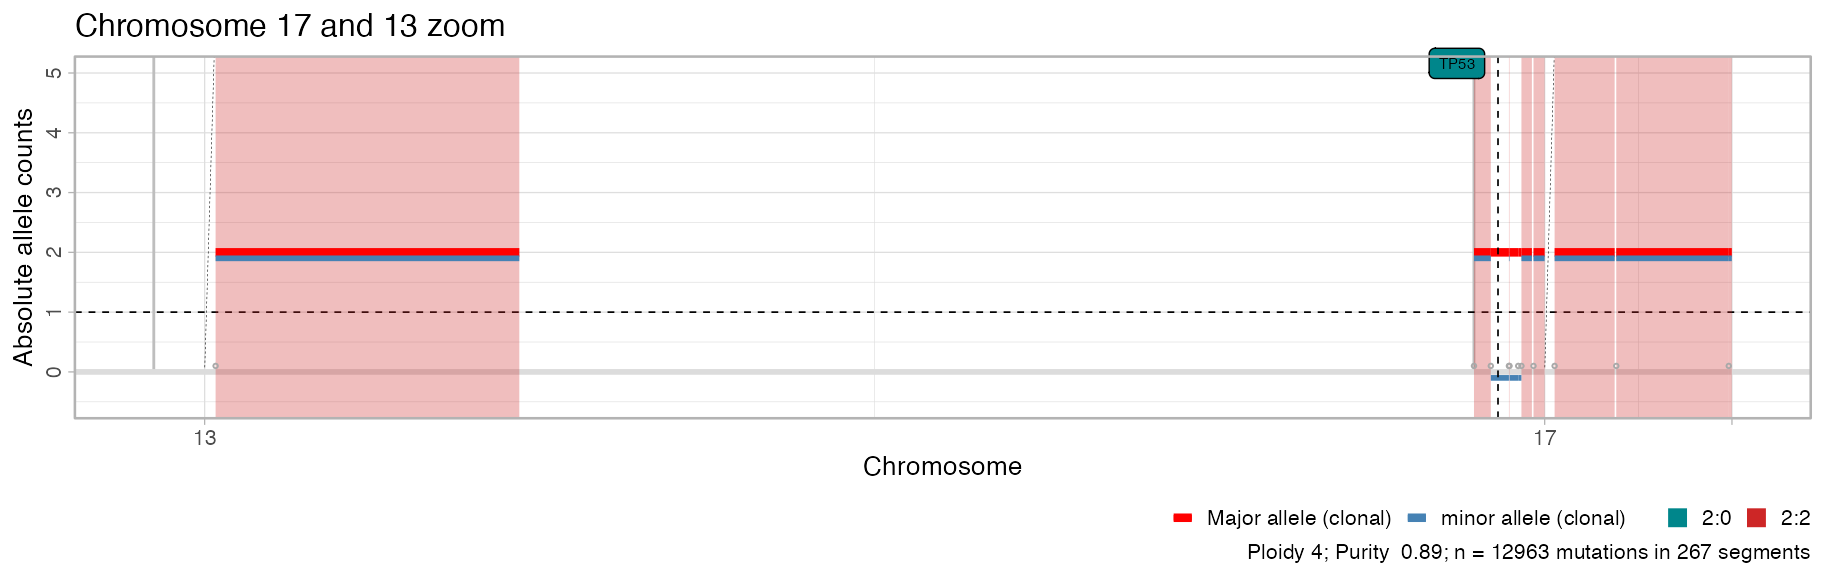 Chromosome 17 and 13 zoom
TP53
Absolute allele counts
5
4
3
2
1
0
13
17
Chromosome
Major allele (clonal) minor allele (clonal) 2:0 2:2
Ploidy 4; Purity 0.89; n = 12963 mutations in 267 segments